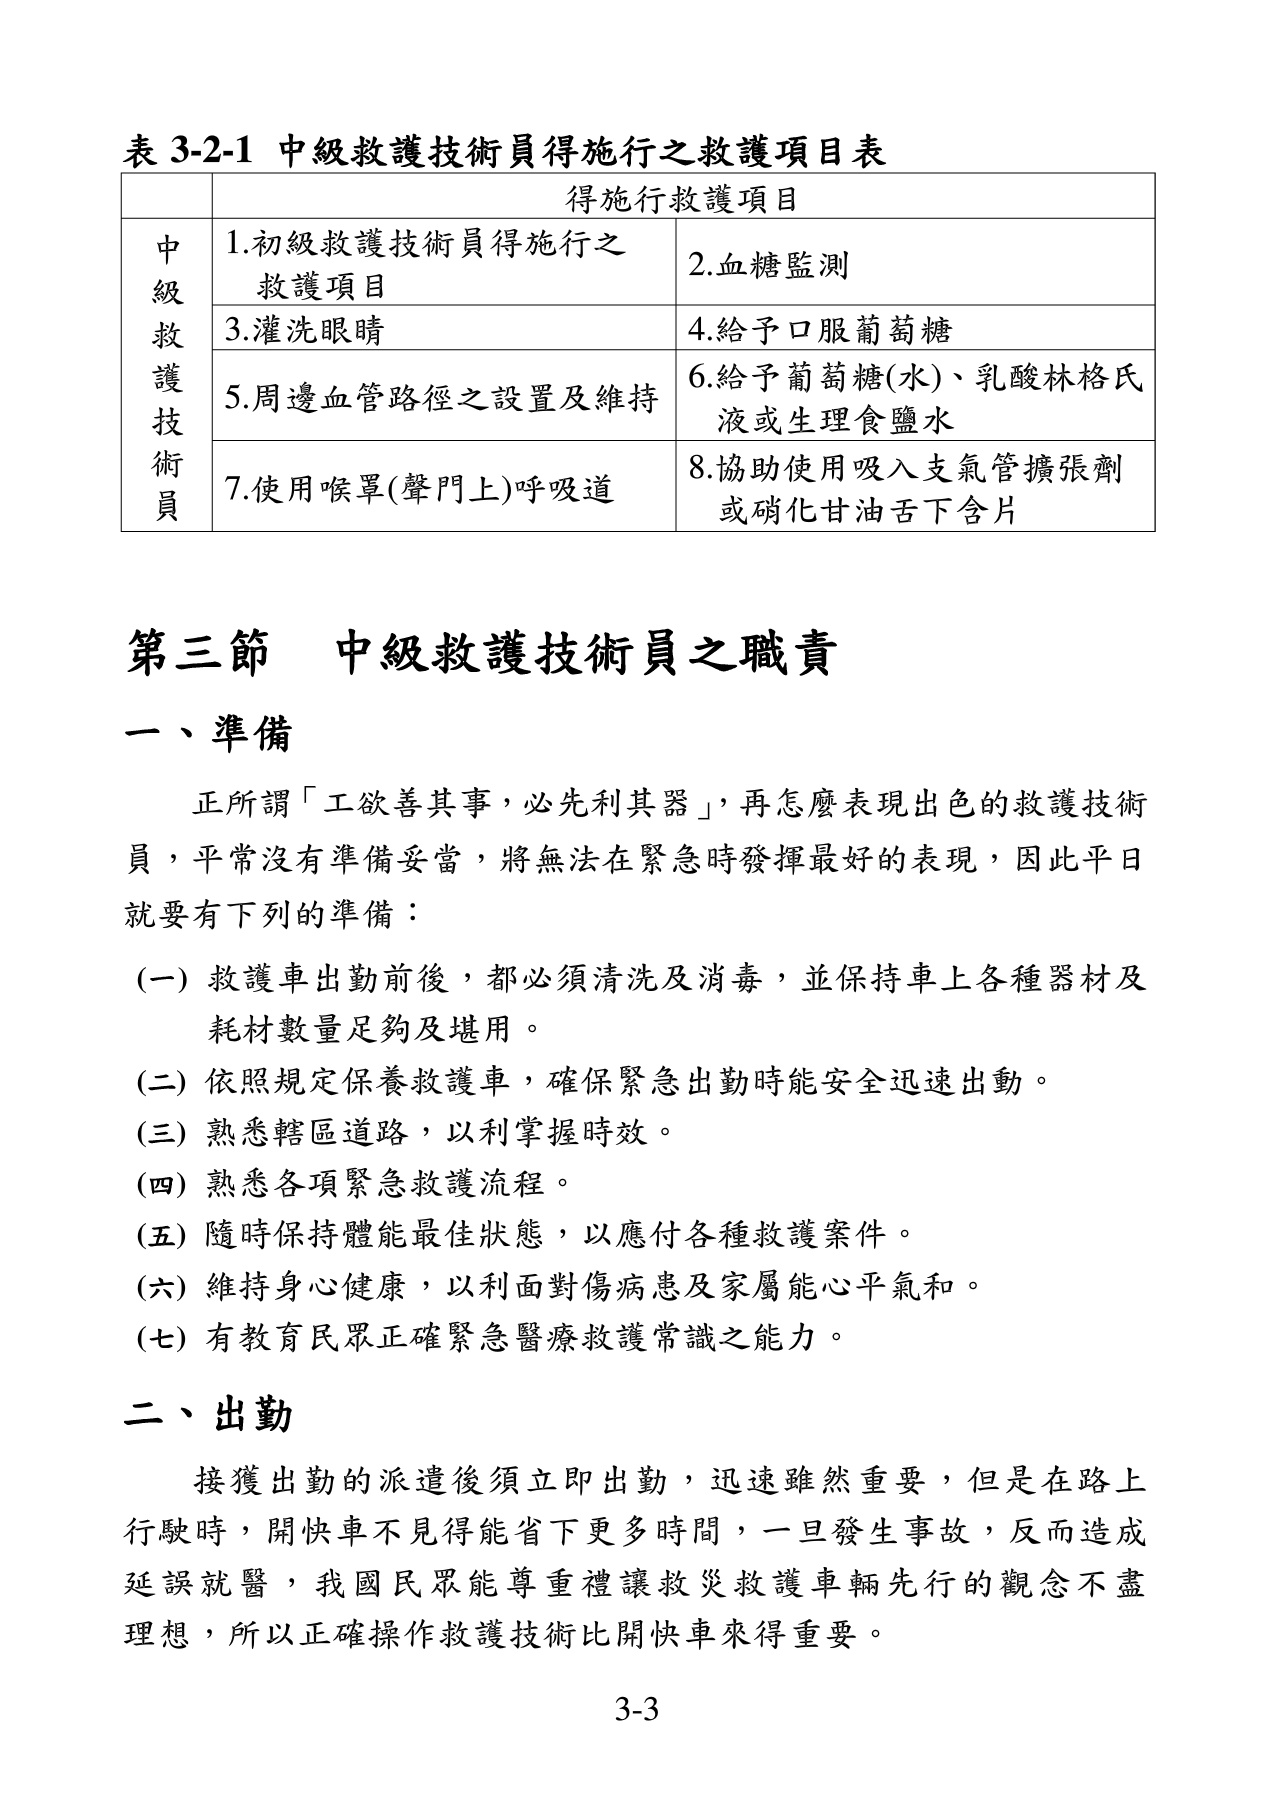 表 3-2-1 中級救護技術員得施行之救護項目表
得施行救護項目
中級救護技術員
1.初級救護技術員得施行之
救護項目
2.血糖監測
3.灌洗眼睛
4.給予口服葡萄糖
5.周邊血管路徑之設置及維持
6.給予葡萄糖(水)、乳酸林格氏
液或生理食鹽水
7.使用喉罩(聲門上)呼吸道
8.協助使用吸入支氣管擴張劑
或硝化甘油舌下含片
第三節 中級救護技術員之職責
一、準備
正所謂「工欲善其事，必先利其器」，再怎麼表現出色的救護技術
員，平常沒有準備妥當，將無法在緊急時發揮最好的表現，因此平日
就要有下列的準備：
(一) 救護車出勤前後，都必須清洗及消毒，並保持車上各種器材及
耗材數量足夠及堪用。
(二) 依照規定保養救護車，確保緊急出勤時能安全迅速出動。
(三) 熟悉轄區道路，以利掌握時效。
(四) 熟悉各項緊急救護流程。
(五) 隨時保持體能最佳狀態，以應付各種救護案件。
(六) 維持身心健康，以利面對傷病患及家屬能心平氣和。
(七) 有教育民眾正確緊急醫療救護常識之能力。
二、出勤
接獲出勤的派遣後須立即出勤，迅速雖然重要，但是在路上
行駛時，開快車不見得能省下更多時間，一旦發生事故，反而造成
延誤就醫，我國民眾能尊重禮讓救災救護車輛先行的觀念不盡
理想，所以正確操作救護技術比開快車來得重要。
3-3